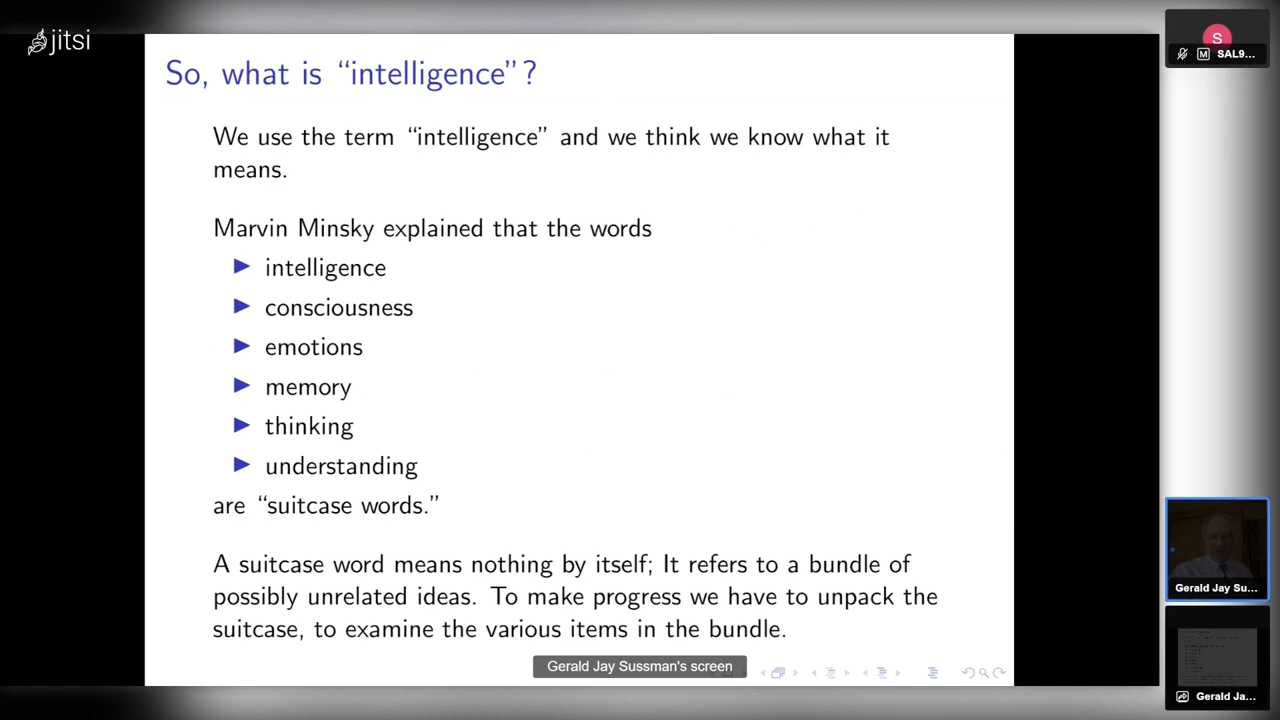 jitsi
So, what is “intelligence”?
We use the term “intelligence” and we think we know what it
means.
Marvin Minsky explained that the words
intelligence
consciousness
emotions
memory
thinking
understanding
are “suitcase words.”
A suitcase word means nothing by itself; It refers to a bundle of
possibly unrelated ideas. To make progress we have to unpack the
suitcase, to examine the various items in the bundle.
Gerald Jay Sussman's screen
S
M SAL9...
Gerald Jay Su...
Gerald Ja...